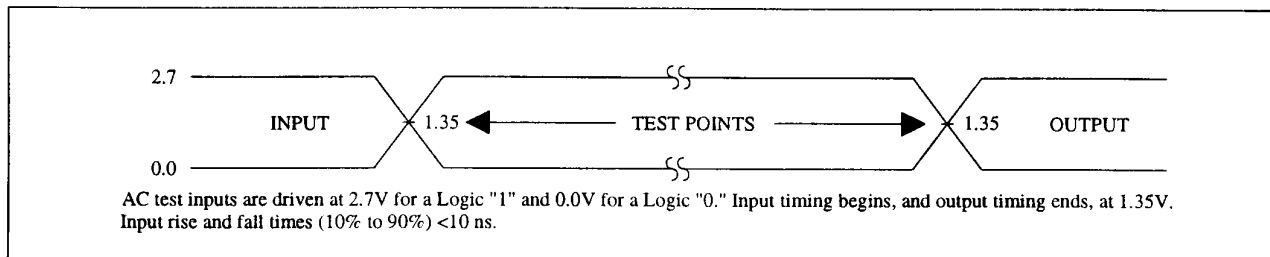 2.7
INPUT 1.35 TEST POINTS 1.35 OUTPUT
0.0
AC test inputs are driven at 2.7V for a Logic "1" and 0.0V for a Logic "0." Input timing begins, and output timing ends, at 1.35V.
Input rise and fall times (10% to 90%) <10 ns.